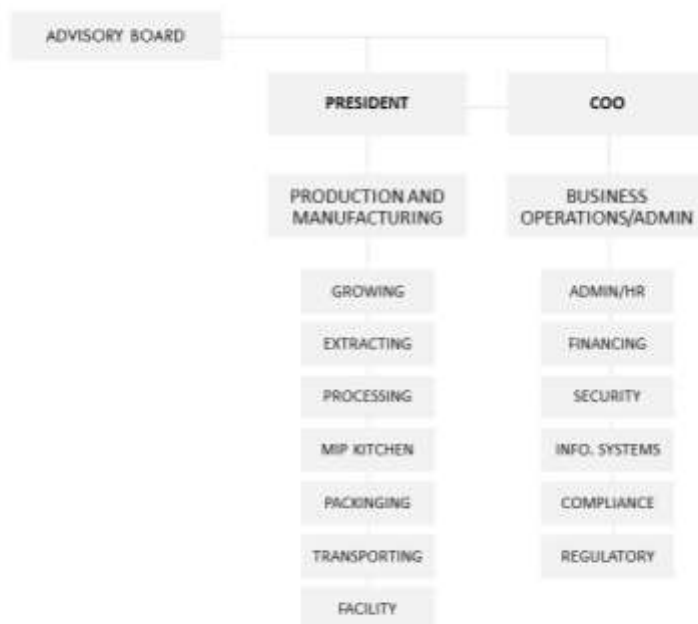 ADVISORY BOARD
PRESIDENT
COO
PRODUCTION AND
MANUFACTURING
BUSINESS
OPERATIONS/ADMIN
GROWING
ADMIN/HR
EXTRACTING
FINANCING
PROCESSING
SECURITY
MIP KITCHEN
INFO. SYSTEMS
PACKINGING
COMPLIANCE
TRANSPORTING
REGULATORY
FACILITY